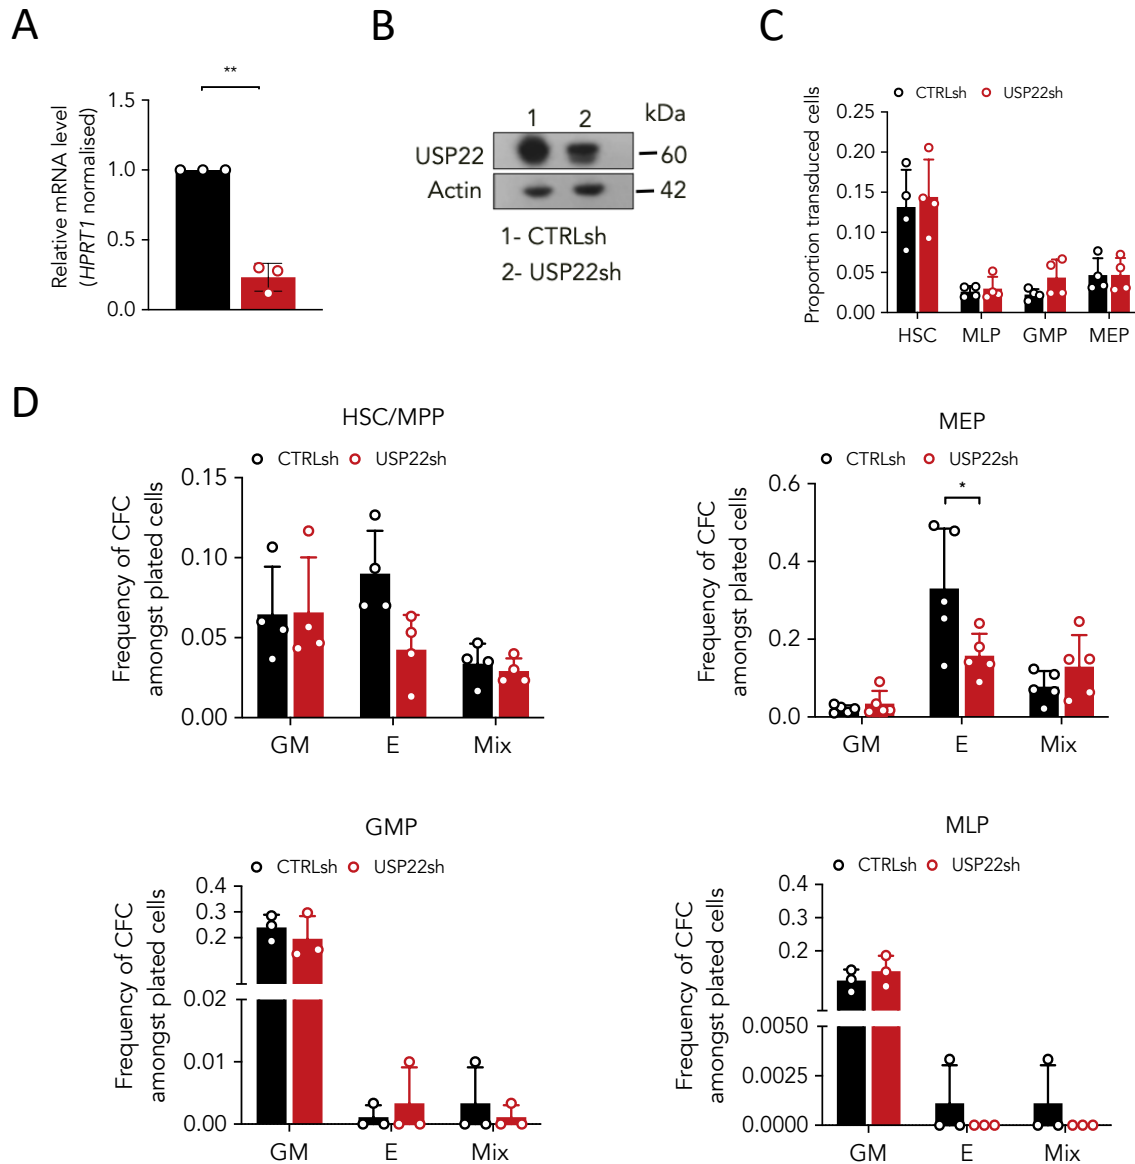 A
**
Relative mRNA level
(HPRT1 normalised)
1.5
1.0
0.5
0.0
B
1 2 kDa
USP22 60
Actin 42
1- CTRLsh
2- USP22sh
C
CTRLsh USP22sh
Proportion transduced cells
0.25
0.20
0.15
0.10
0.05
0.00
HSC MLP GMP MEP
D
HSC/MPP
CTRLsh USP22sh
Frequency of CFC
amongst plated cells
0.15
0.10
0.05
0.00
GM E Mix
MEP
CTRLsh USP22sh
*
Frequency of CFC
amongst plated cells
0.6
0.4
0.2
0.0
GM E Mix
GMP
CTRLsh USP22sh
Frequency of CFC
amongst plated cells
0.4
0.3
0.2
0.02
0.01
0.00
GM E Mix
MLP
CTRLsh USP22sh
Frequency of CFC
amongst plated cells
0.4
0.3
0.2
0.0050
0.0025
0.0000
GM E Mix